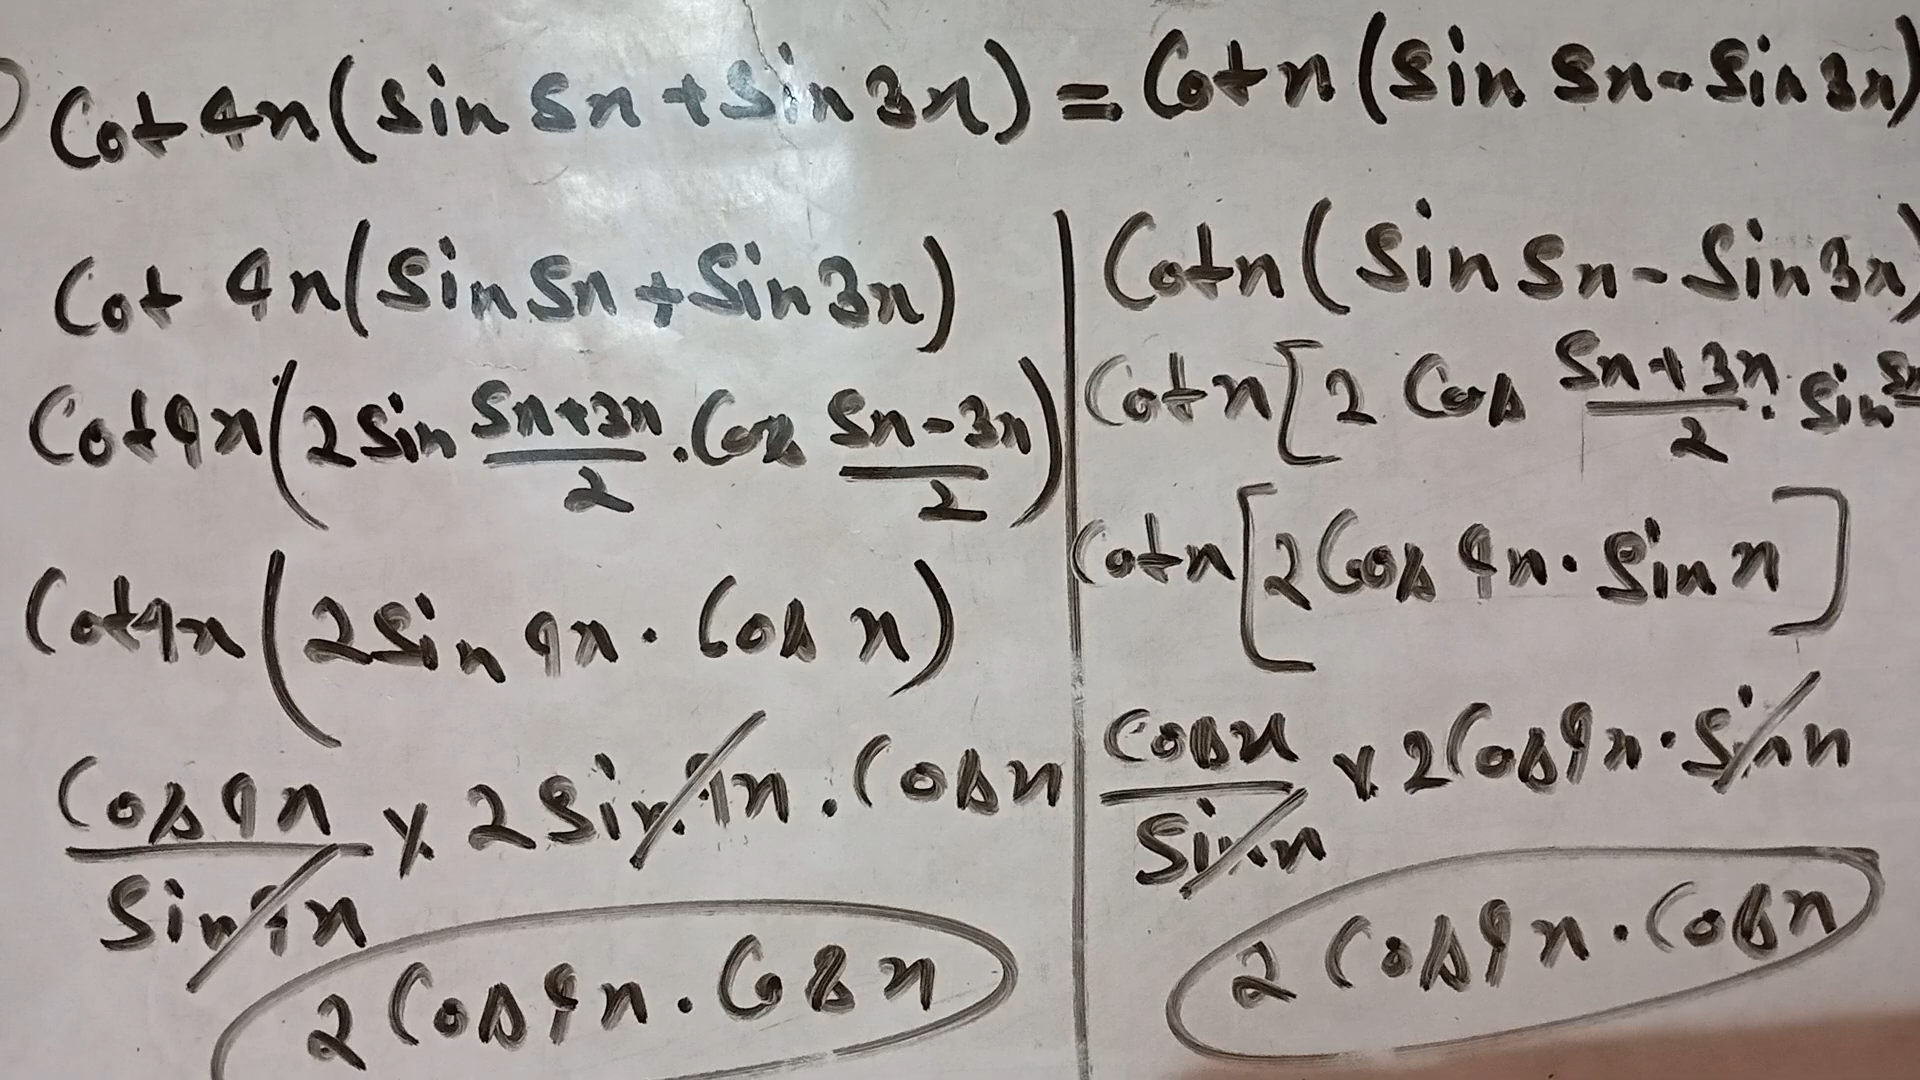 Cot 4x (Sin 5x + Sin 3x) = Cot x (Sin 5x - Sin 3x)
Cot 4x (Sin 5x + Sin 3x)
Cot 4x (2 Sin (5x+3x)/2 . Cos (5x-3x)/2)
Cot 4x (2 Sin 4x . Cos x)
Cos 4x / Sin 4x × 2 Sin 4x . Cos x
2 Cos 4x . Cos x
Cot x (Sin 5x - Sin 3x)
Cot x [2 Cos (5x+3x)/2 . Sin 5x
Cot x [2 Cos 4x . Sin x]
Cos x / Sin x × 2 Cos 4x . Sin x
2 Cos 4x . Cos x